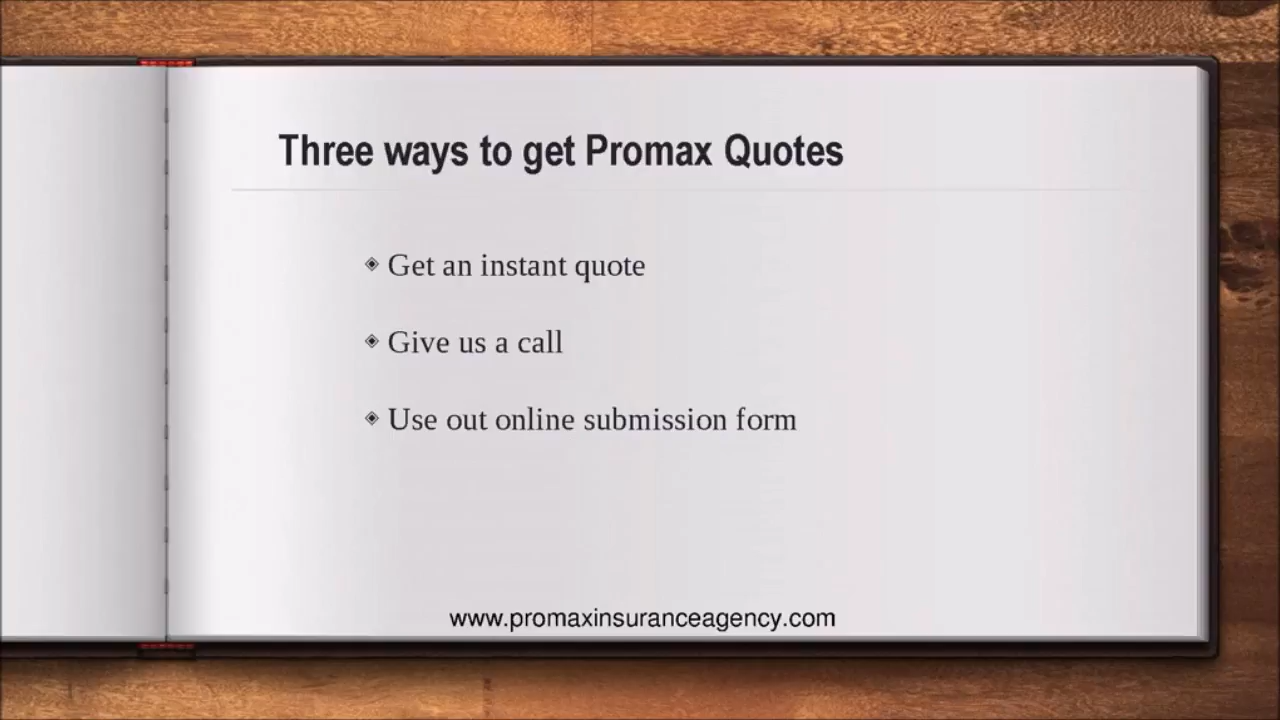 Three ways to get Promax Quotes
Get an instant quote
Give us a call
Use out online submission form
www.promaxinsuranceagency.com